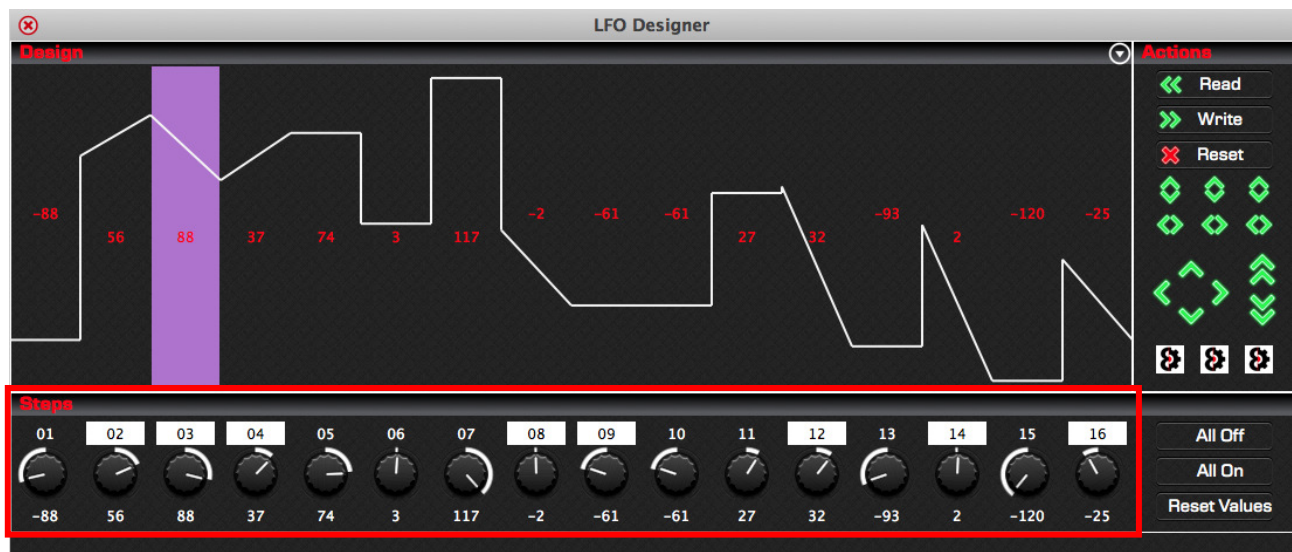 LFO Designer
Design
Actions
Read
Write
Reset
-88 -2 -61 -61 -93 -120 -25
56 88 37 74 3 117 27 32 2
Steps
01 02 03 04 05 06 07 08 09 10 11 12 13 14 15 16
-88 56 88 37 74 3 117 -2 -61 -61 27 32 -93 2 -120 -25
All Off
All On
Reset Values